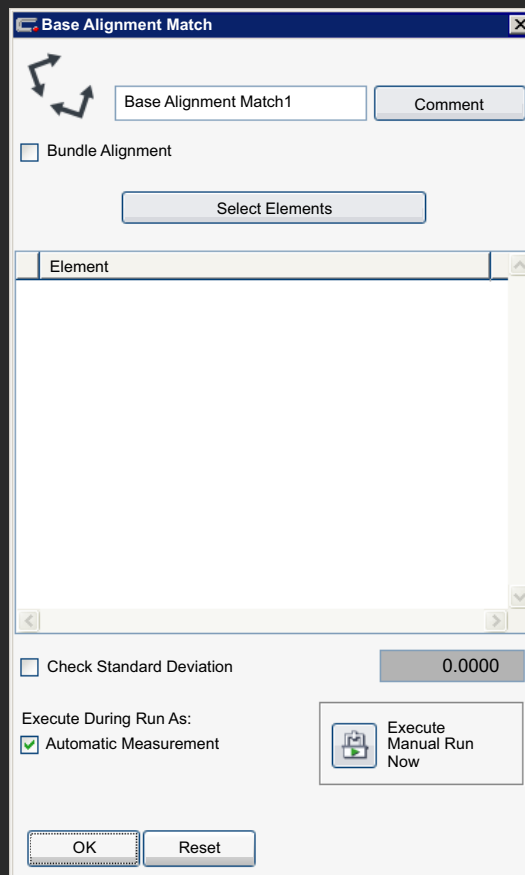 Base Alignment Match
Base Alignment Match1
Comment
Bundle Alignment
Select Elements
Element
Check Standard Deviation
0.0000
Execute During Run As:
Automatic Measurement
Execute
Manual Run
Now
OK
Reset